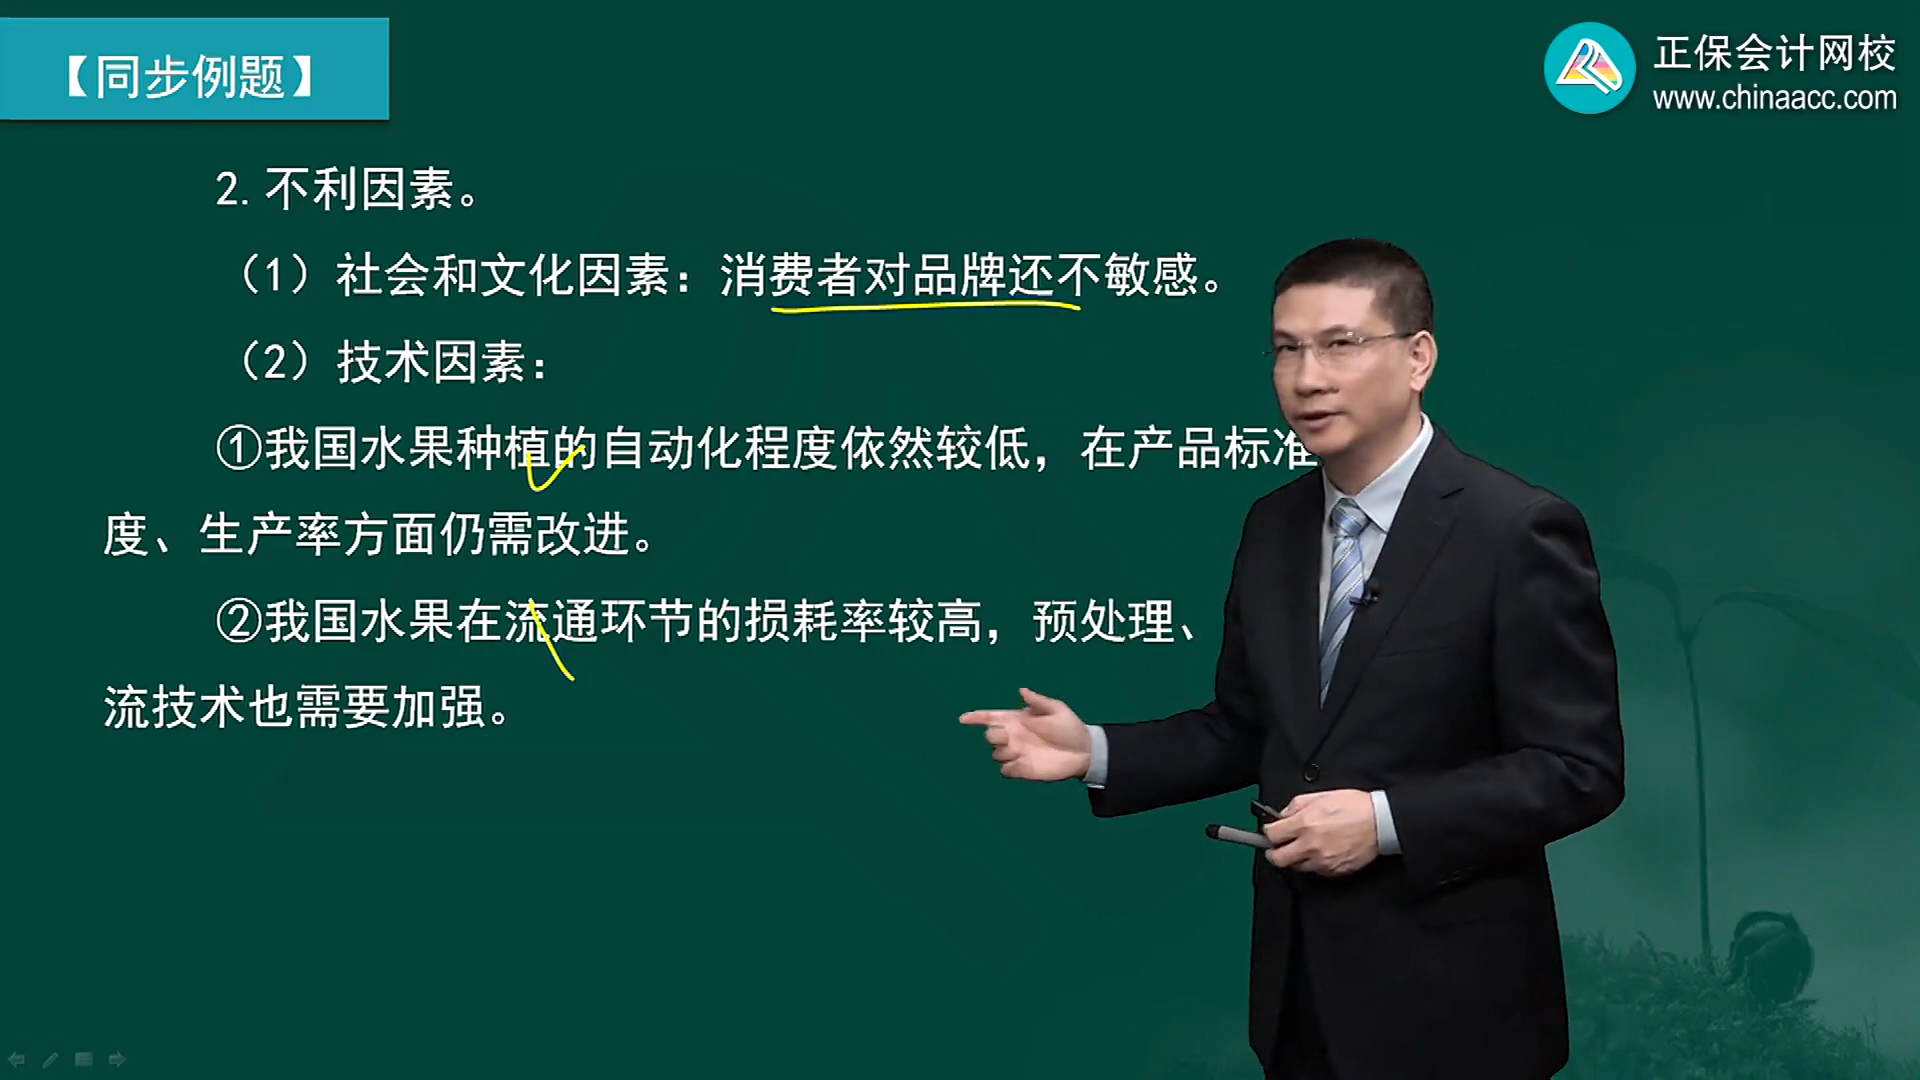 【同步例题】
正保会计网校
www.chinaacc.com
2.不利因素。
（1）社会和文化因素：消费者对品牌还不敏感。
（2）技术因素：
①我国水果种植的自动化程度依然较低，在产品标准
度、生产率方面仍需改进。
②我国水果在流通环节的损耗率较高，预处理、
流技术也需要加强。